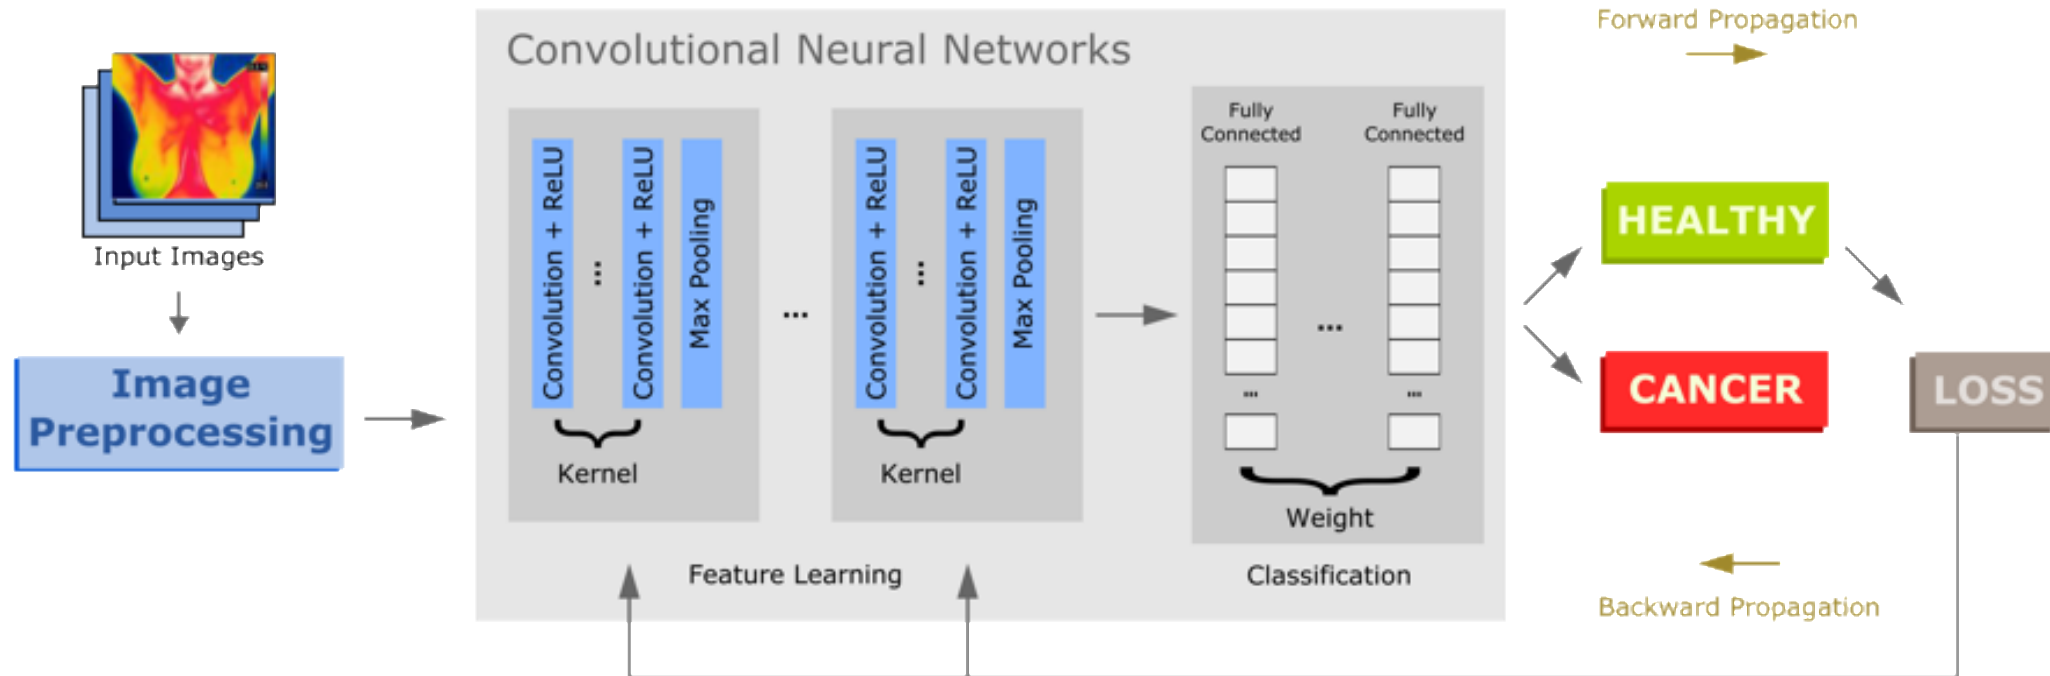 Convolutional Neural Networks
Input Images
Image
Preprocessing
Convolution + ReLU
...
Convolution + ReLU
Max Pooling
Kernel
...
Convolution + ReLU
...
Convolution + ReLU
Max Pooling
Kernel
Feature Learning
Fully
Connected
Fully
Connected
...
...
...
Weight
Classification
Forward Propagation
HEALTHY
CANCER
LOSS
Backward Propagation